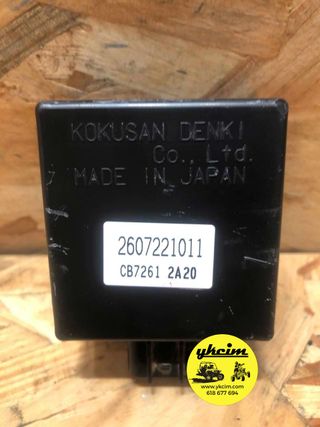 KOKUSAN DENKI
Co., Ltd.
MADE IN JAPAN
2607221011
CB7261 2A20
ykcim
www.ykcim.com
618 677 694